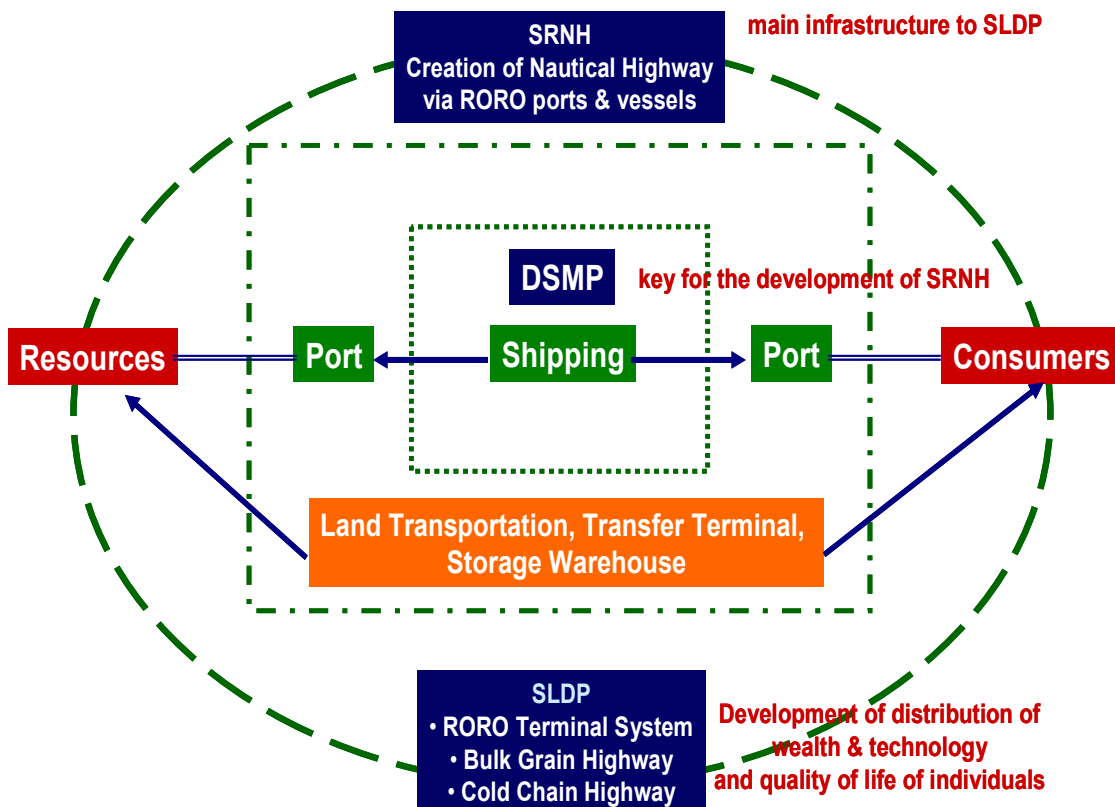 SRNH
Creation of Nautical Highway
via RORO ports & vessels
main infrastructure to SLDP
DSMP
key for the development of SRNH
Resources
Port
Shipping
Port
Consumers
Land Transportation, Transfer Terminal,
Storage Warehouse
SLDP
• RORO Terminal System
• Bulk Grain Highway
• Cold Chain Highway
Development of distribution of
wealth & technology
and quality of life of individuals